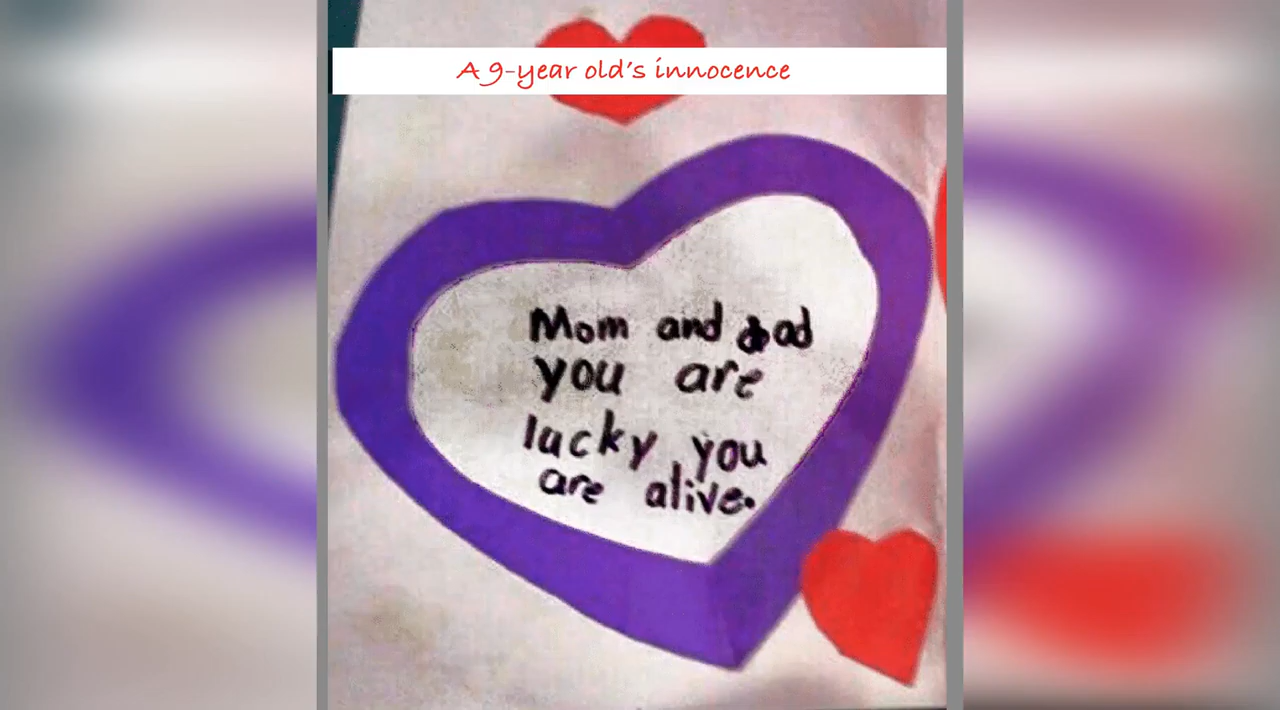 A 9-year old's innocence
Mom and dad
you are
lucky you
are alive.